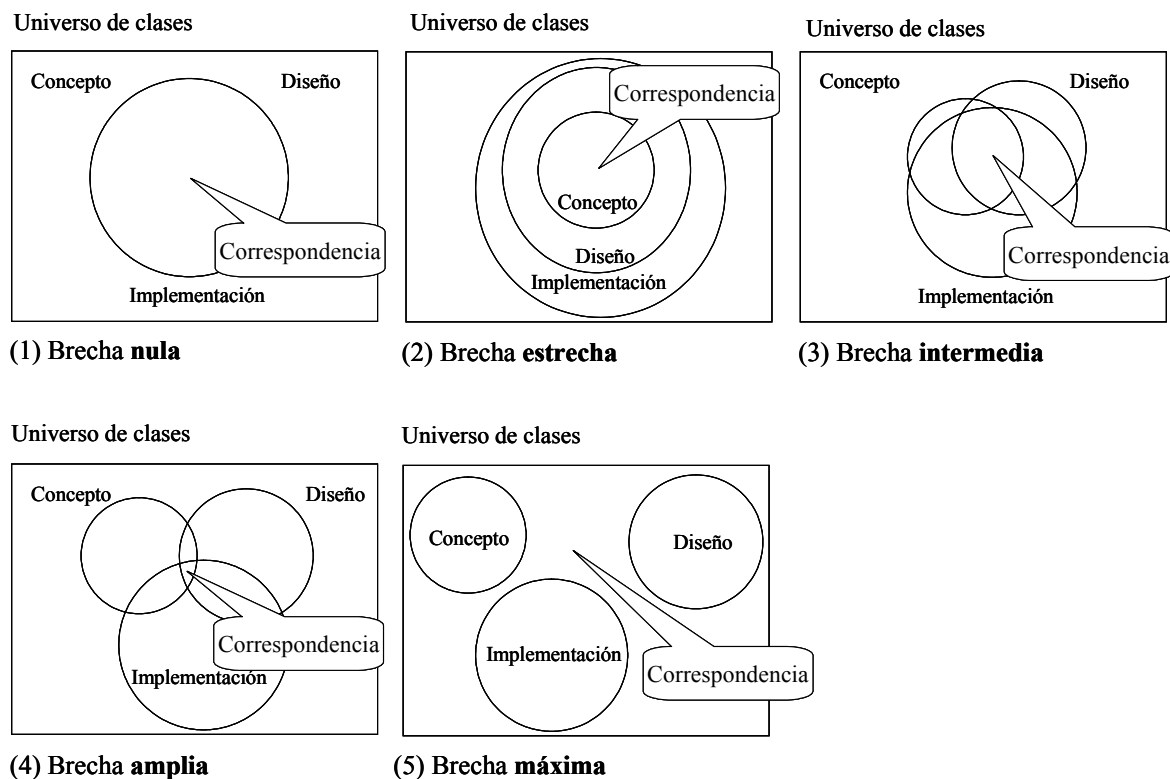 Universo de clases
Concepto
Diseño
Correspondencia
Implementación
(1) Brecha nula
Universo de clases
Correspondencia
Concepto
Diseño
Implementación
(2) Brecha estrecha
Universo de clases
Concepto
Diseño
Correspondencia
Implementación
(3) Brecha intermedia
Universo de clases
Concepto
Diseño
Correspondencia
Implementación
(4) Brecha amplia
Universo de clases
Concepto
Diseño
Implementación
Correspondencia
(5) Brecha máxima